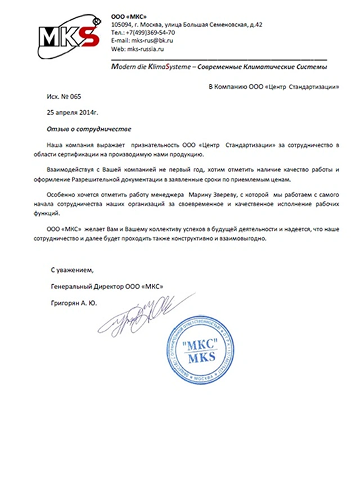 MKS
ООО «МКС»
105094, г. Москва, улица Большая Семеновская, д.42
Тел.: +7(499)369-54-70
E-mail: mks-rus@bk.ru
Web: mks-russia.ru
Modern die KlimaSysteme – Современные Климатические Системы
В Компанию ООО «Центр Стандартизации»
Исх. № 065
25 апреля 2014г.
Отзыв о сотрудничестве
Наша компания выражает признательность ООО «Центр Стандартизации» за сотрудничество в
области сертификации на производимую нами продукцию.
Взаимодействуя с Вашей компанией не первый год, хотим отметить наличие качество работы и
оформление Разрешительной документации в заявленные сроки по приемлемым ценам.
Особенно хочется отметить работу менеджера Марину Звереву, с которой мы работаем с самого
начала сотрудничества наших организаций за своевременное и качественное исполнение рабочих
функций.
ООО «МКС» желает Вам и Вашему коллективу успехов в будущей деятельности и надеется, что наше
сотрудничество и далее будет проходить также конструктивно и взаимовыгодно.
С уважением,
Генеральный Директор ООО «МКС»
Григорян А. Ю.
"МКС"
MKS
МОСКВА